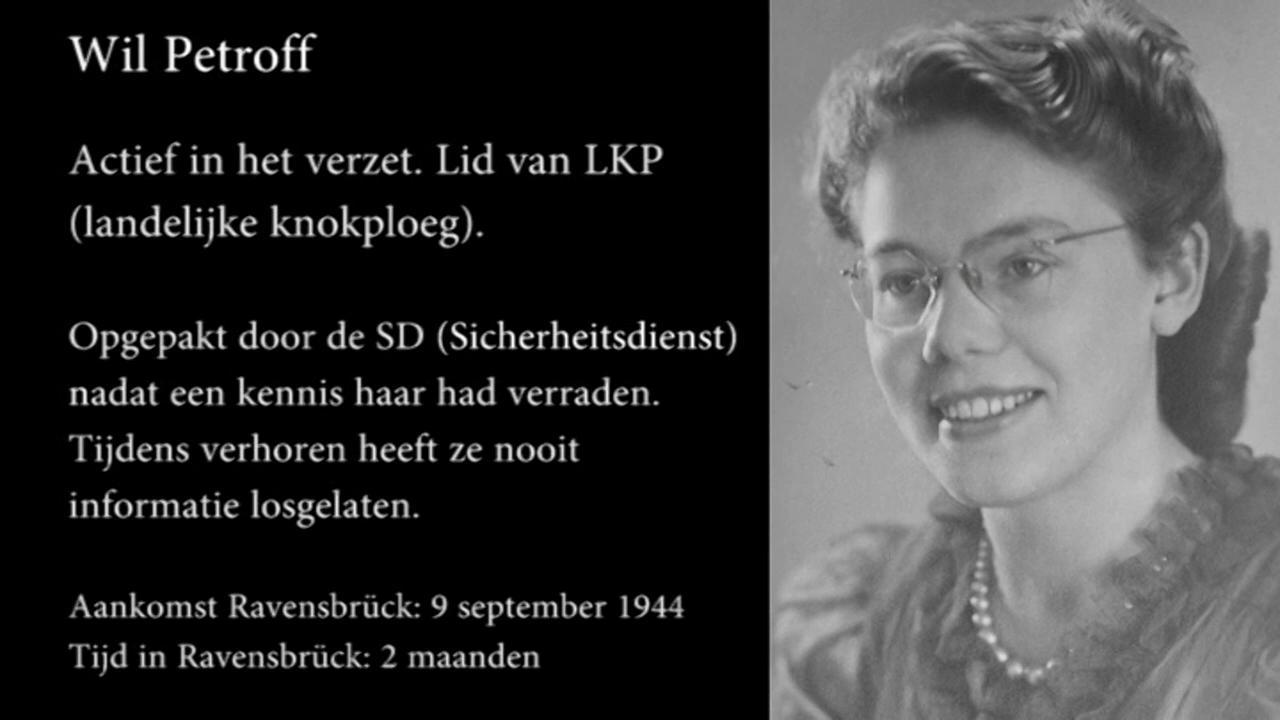 Wil Petroff
Actief in het verzet. Lid van LKP
(landelijke knokploeg).
Opgepakt door de SD (Sicherheitsdienst)
nadat een kennis haar had verraden.
Tijdens verhoren heeft ze nooit
informatie losgelaten.
Aankomst Ravensbrück: 9 september 1944
Tijd in Ravensbrück: 2 maanden